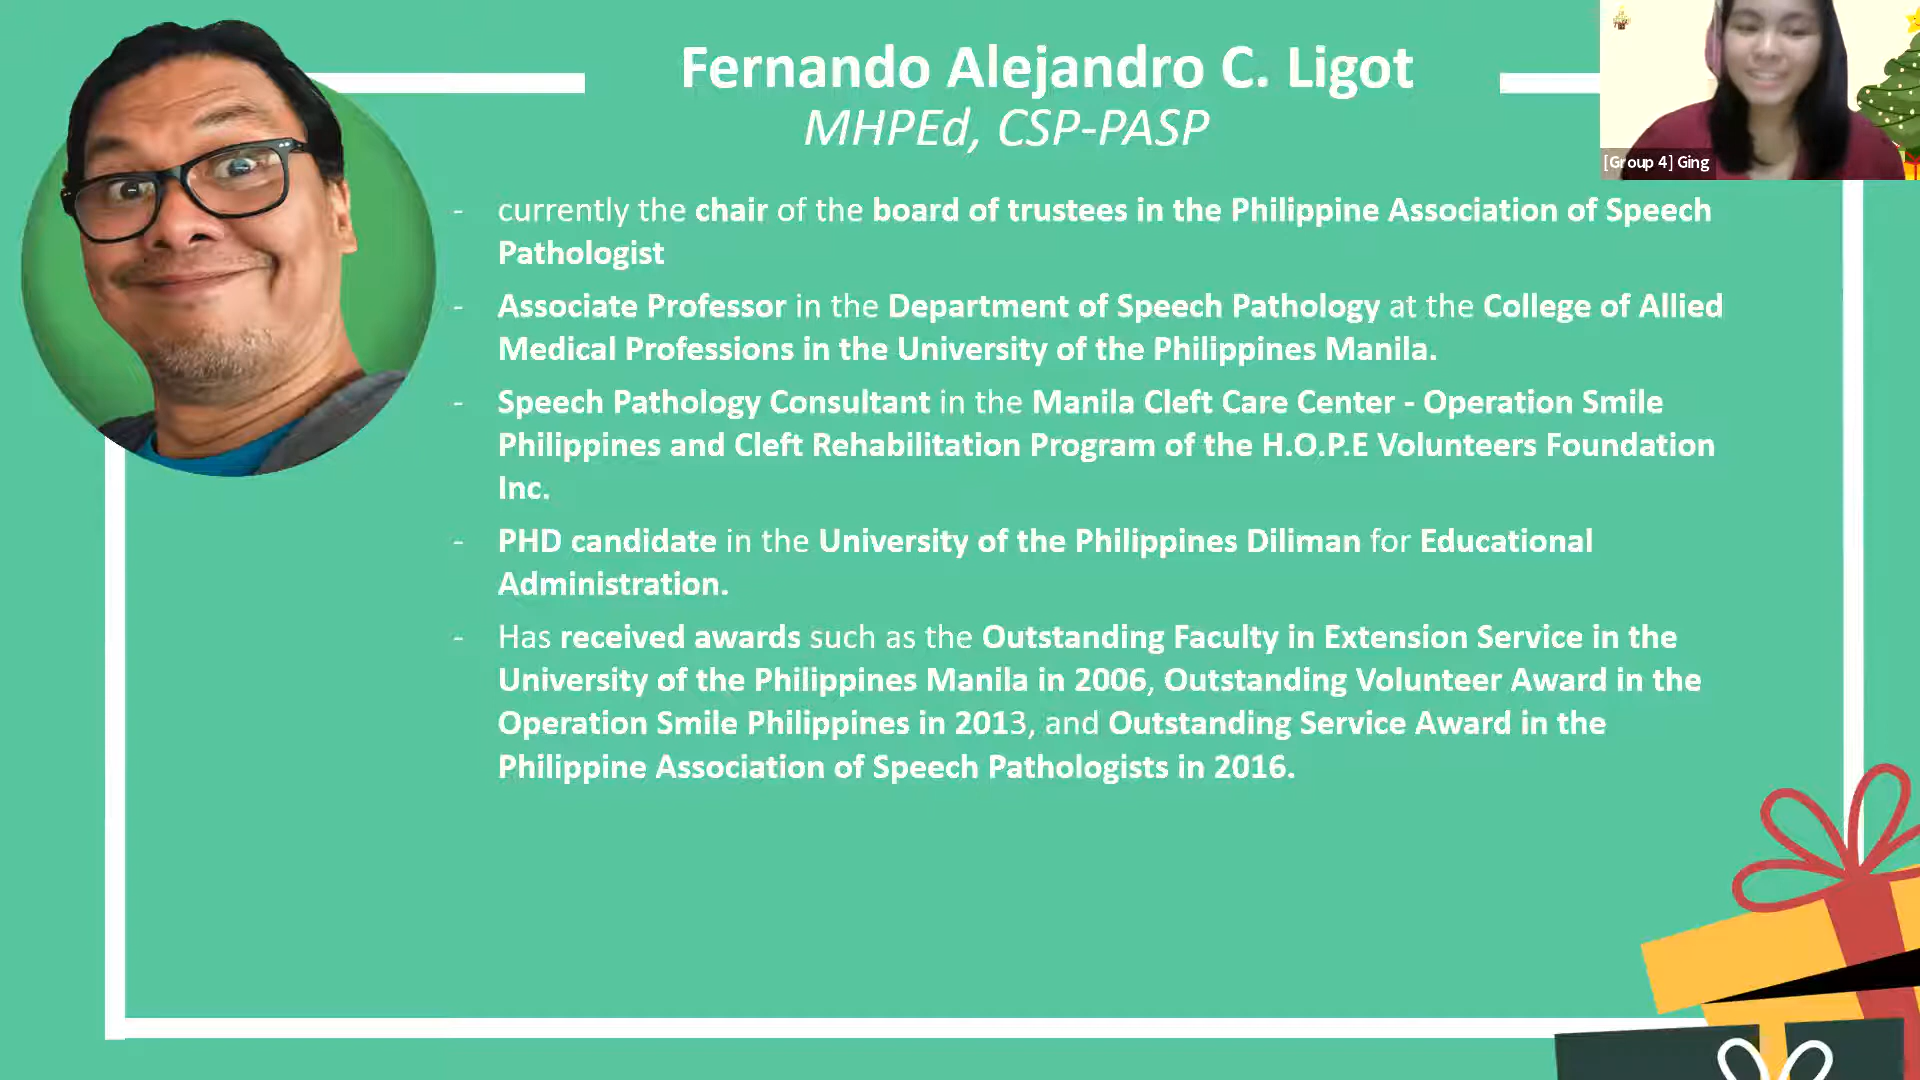 Fernando Alejandro C. Ligot
MHPEd, CSP-PASP
[Group 4] Ging
- currently the chair of the board of trustees in the Philippine Association of Speech
Pathologist
- Associate Professor in the Department of Speech Pathology at the College of Allied
Medical Professions in the University of the Philippines Manila.
- Speech Pathology Consultant in the Manila Cleft Care Center - Operation Smile
Philippines and Cleft Rehabilitation Program of the H.O.P.E Volunteers Foundation
Inc.
- PHD candidate in the University of the Philippines Diliman for Educational
Administration.
- Has received awards such as the Outstanding Faculty in Extension Service in the
University of the Philippines Manila in 2006, Outstanding Volunteer Award in the
Operation Smile Philippines in 2013, and Outstanding Service Award in the
Philippine Association of Speech Pathologists in 2016.